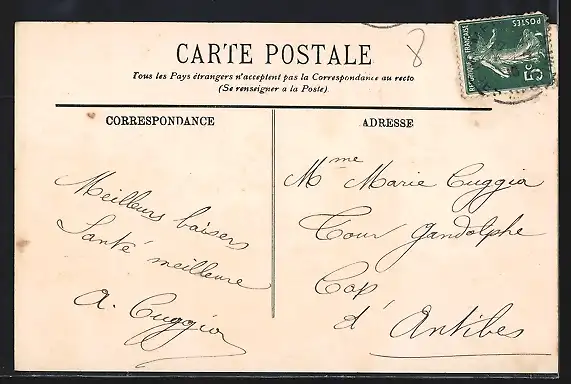 CARTE POSTALE
Tous les Pays étrangers n'acceptent pas la Correspondance au recto
(Se renseigner a la Poste)
CORRESPONDANCE
Meilleurs baisers
Santé meilleure
A. Cuggia
ADRESSE
Mme Marie Cuggia
Tour Gandolphe
Cap
d'Antibes
8
POSTES
REPUBLIQUE FRANÇAISE
5c